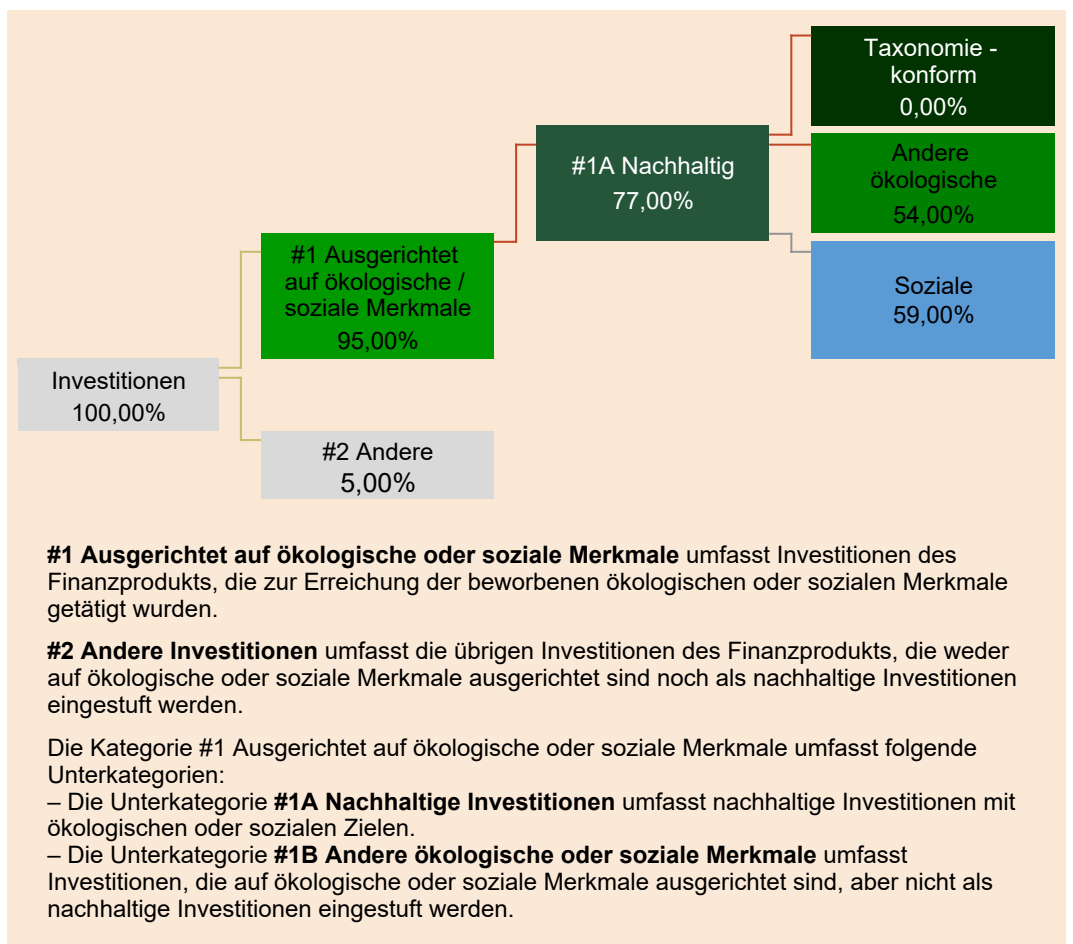 Taxonomie -
konform
0,00%
Andere
ökologische
54,00%
#1A Nachhaltig
77,00%
Soziale
59,00%
#1 Ausgerichtet
auf ökologische /
soziale Merkmale
95,00%
Investitionen
100,00%
#2 Andere
5,00%
#1 Ausgerichtet auf ökologische oder soziale Merkmale umfasst Investitionen des
Finanzprodukts, die zur Erreichung der beworbenen ökologischen oder sozialen Merkmale
getätigt wurden.
#2 Andere Investitionen umfasst die übrigen Investitionen des Finanzprodukts, die weder
auf ökologische oder soziale Merkmale ausgerichtet sind noch als nachhaltige Investitionen
eingestuft werden.
Die Kategorie #1 Ausgerichtet auf ökologische oder soziale Merkmale umfasst folgende
Unterkategorien:
– Die Unterkategorie #1A Nachhaltige Investitionen umfasst nachhaltige Investitionen mit
ökologischen oder sozialen Zielen.
– Die Unterkategorie #1B Andere ökologische oder soziale Merkmale umfasst
Investitionen, die auf ökologische oder soziale Merkmale ausgerichtet sind, aber nicht als
nachhaltige Investitionen eingestuft werden.